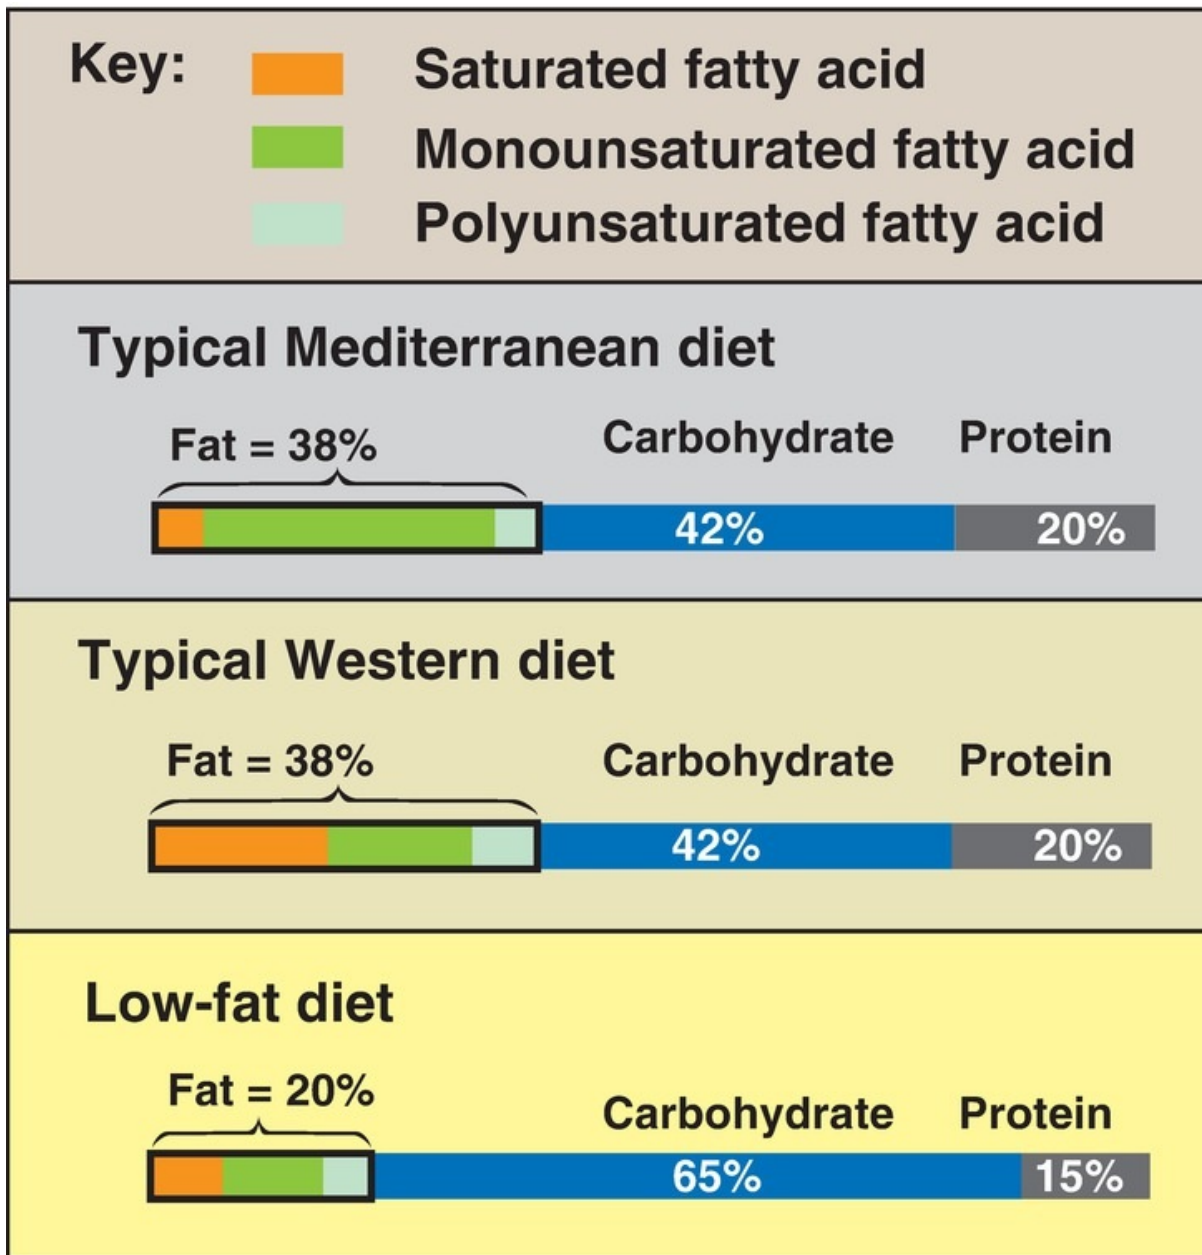 Key:
Saturated fatty acid
Monounsaturated fatty acid
Polyunsaturated fatty acid
Typical Mediterranean diet
Fat = 38%
Carbohydrate
Protein
42%
20%
Typical Western diet
Fat = 38%
Carbohydrate
Protein
42%
20%
Low-fat diet
Fat = 20%
Carbohydrate
Protein
65%
15%